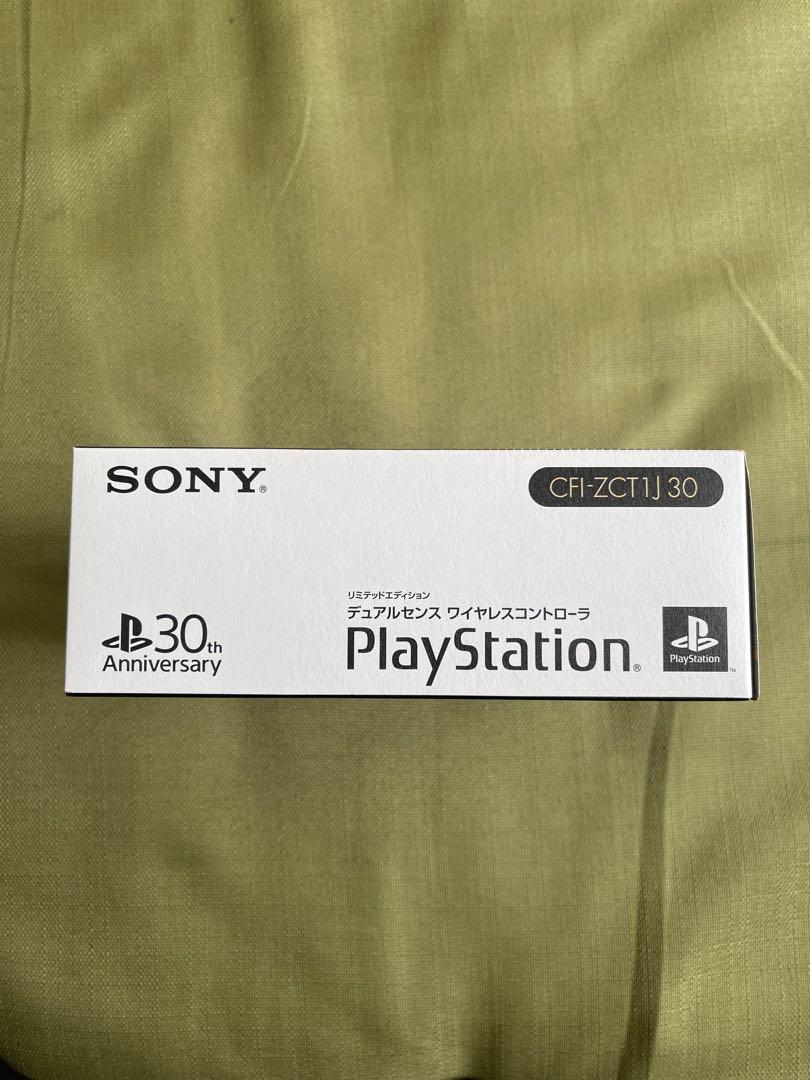 SONY®
CFI-ZCT1J 30
30th
Anniversary
リミテッドエディション
デュアルセンス ワイヤレスコントローラ
PlayStation®
PlayStation
TM